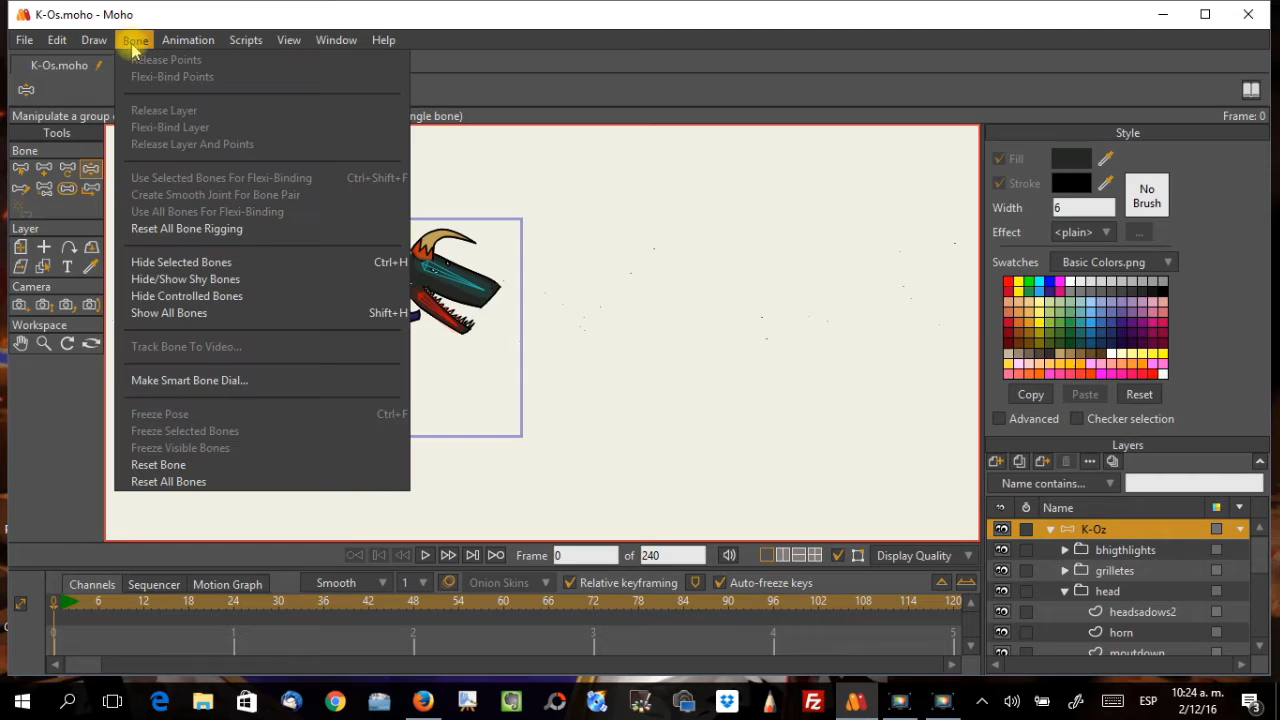 K-Os.moho - Moho
File Edit Draw Bone Animation Scripts View Window Help
K-Os.moho
Release Points
Flexi-Bind Points
Release Layer
Flexi-Bind Layer
Release Layer And Points
Use Selected Bones For Flexi-Binding Ctrl+Shift+F
Create Smooth Joint For Bone Pair
Use All Bones For Flexi-Binding
Reset All Bone Rigging
Hide Selected Bones Ctrl+H
Hide/Show Shy Bones
Hide Controlled Bones
Show All Bones Shift+H
Track Bone To Video...
Make Smart Bone Dial...
Freeze Pose Ctrl+F
Freeze Selected Bones
Freeze Visible Bones
Reset Bone
Reset All Bones
Manipulate a group o
gle bone)
Frame: 0
Tools
Bone
Layer
Camera
Workspace
Style
Fill
Stroke
No
Brush
Width 6
Effect <plain> ...
Swatches Basic Colors.png
Copy Paste Reset
Advanced Checker selection
Layers
Name contains...
Name
K-Oz
bhigthlights
grilletes
head
headsadows2
horn
moutdown
Frame 0 of 240 Display Quality
Channels Sequencer Motion Graph Smooth 1 Onion Skins Relative keyframing Auto-freeze keys
0 6 12 18 24 30 36 42 48 54 60 66 72 78 84 90 96 102 108 114 120
0 1 2 3 4 5
ESP
10:24 a. m.
2/12/16
3